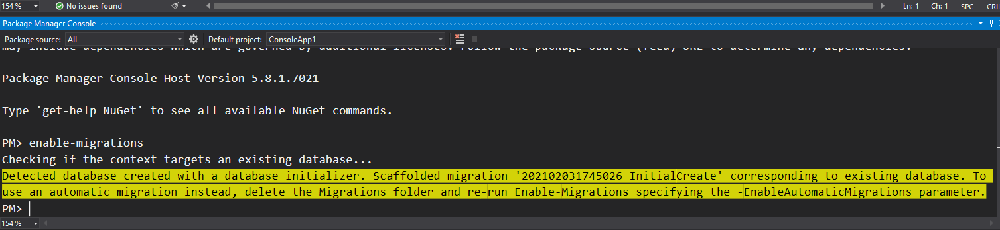 154 % No issues found Ln: 1 Ch: 1 SPC CRL
Package Manager Console
Package source: All Default project: ConsoleApp1
may include dependencies which are governed by additional licenses. Follow the package source (feed) URL to determine any dependencies.
Package Manager Console Host Version 5.8.1.7021
Type 'get-help NuGet' to see all available NuGet commands.
PM> enable-migrations
Checking if the context targets an existing database...
Detected database created with a database initializer. Scaffolded migration '202102031745026_InitialCreate' corresponding to existing database. To
use an automatic migration instead, delete the Migrations folder and re-run Enable-Migrations specifying the -EnableAutomaticMigrations parameter.
PM>
154 %